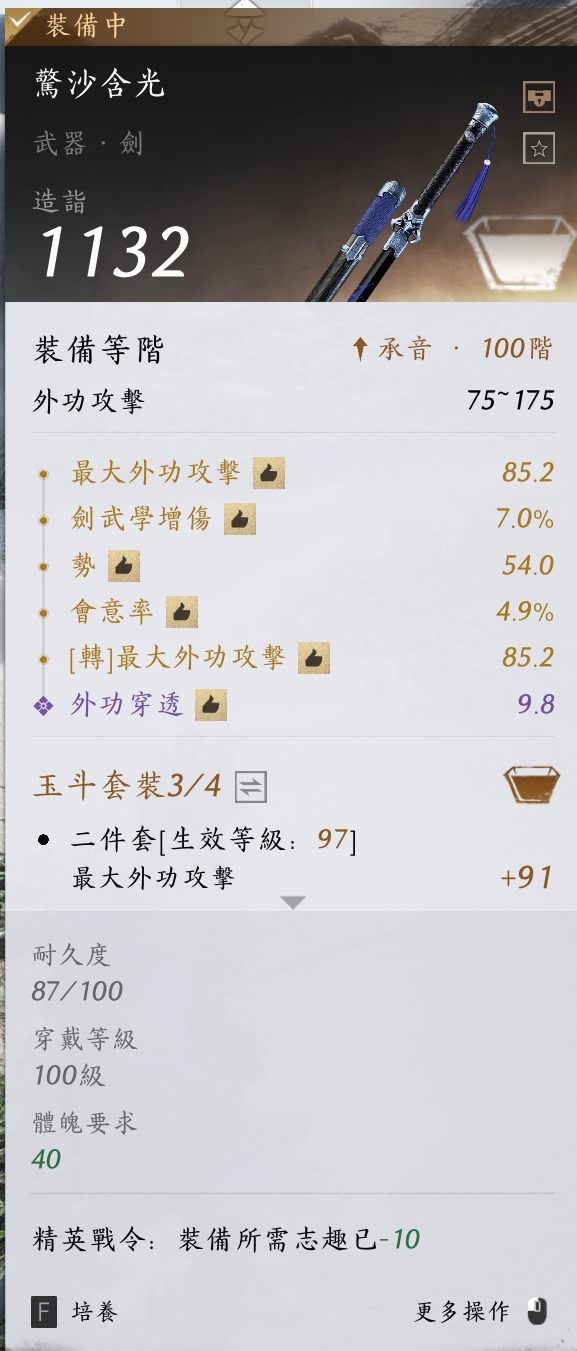 裝備中
驚沙含光
武器 · 劍
造詣
1132
裝備等階 承音 · 100階
外功攻擊 75~175
最大外功攻擊 85.2
劍武學增傷 7.0%
勢 54.0
會意率 4.9%
[轉]最大外功攻擊 85.2
外功穿透 9.8
玉斗套裝3/4
二件套[生效等級：97]
最大外功攻擊 +91
耐久度
87/100
穿戴等級
100級
體魄要求
40
精英戰令：裝備所需志趣已-10
F 培養 更多操作